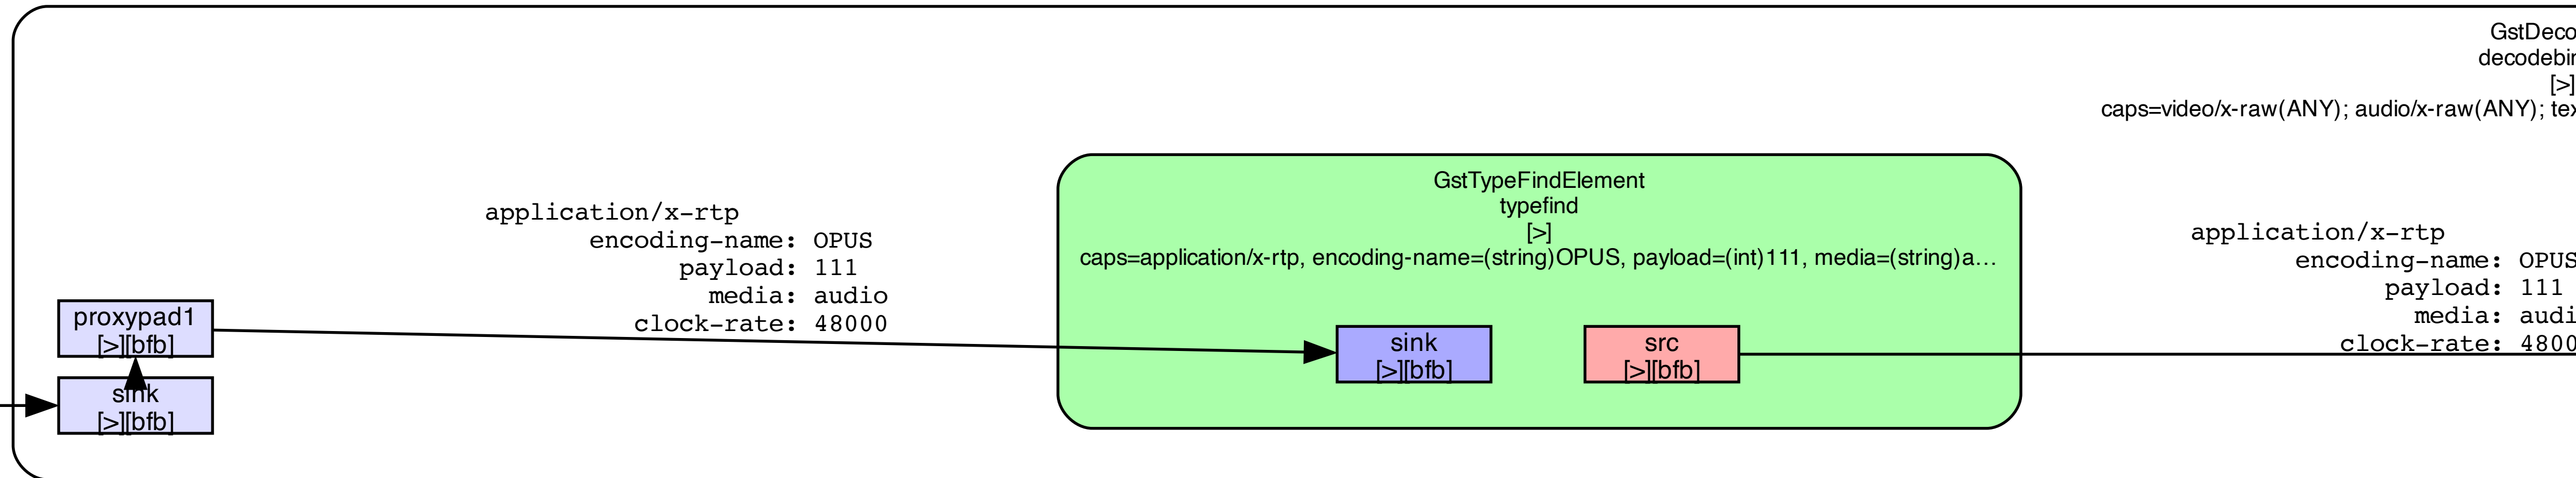 GstDeco
decodebin
[>]
caps=video/x-raw(ANY); audio/x-raw(ANY); tex
GstTypeFindElement
typefind
[>]
caps=application/x-rtp, encoding-name=(string)OPUS, payload=(int)111, media=(string)a…
application/x-rtp
encoding-name: OPUS
payload: 111
media: audio
clock-rate: 48000
proxypad1
[>][bfb]
sink
[>][bfb]
sink
[>][bfb]
src
[>][bfb]
application/x-rtp
encoding-name: OPUS
payload: 111
media: audi
clock-rate: 4800